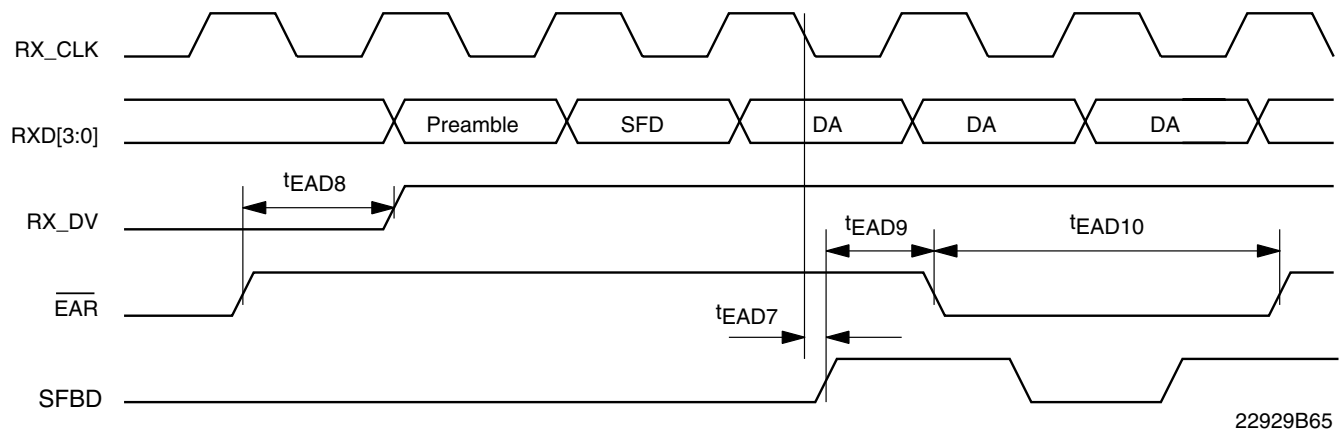 RX_CLK
RXD[3:0]
Preamble SFD DA DA DA
tEAD8
RX_DV
tEAD9 tEAD10
EAR
tEAD7
SFBD
22929B65